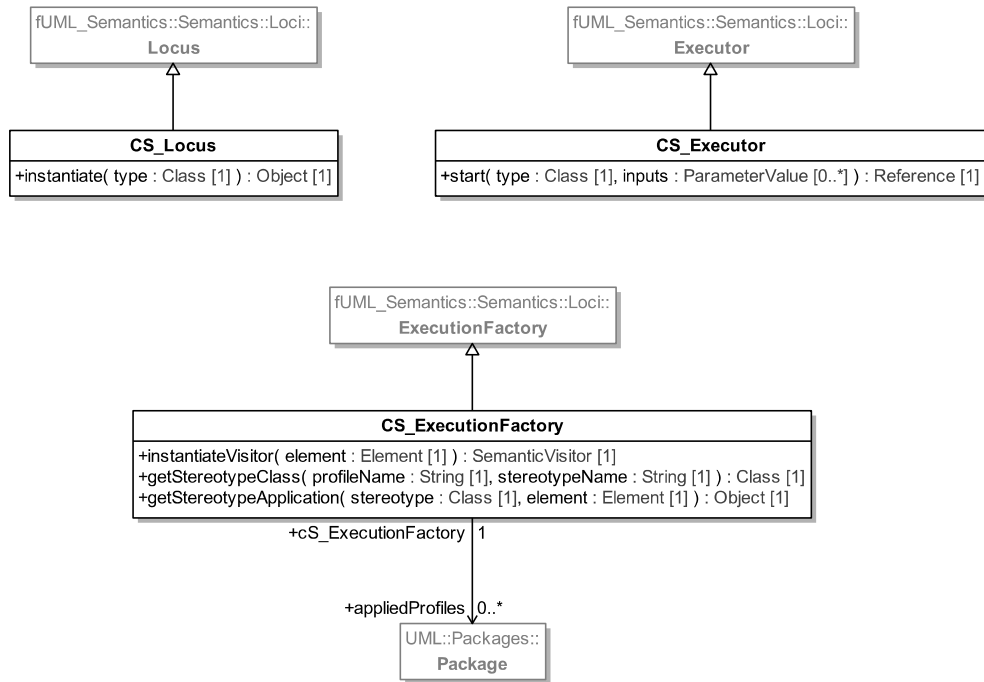 fUML_Semantics::Semantics::Loci::
Locus
fUML_Semantics::Semantics::Loci::
Executor
CS_Locus
+instantiate( type : Class [1] ) : Object [1]
CS_Executor
+start( type : Class [1], inputs : ParameterValue [0..*] ) : Reference [1]
fUML_Semantics::Semantics::Loci::
ExecutionFactory
CS_ExecutionFactory
+instantiateVisitor( element : Element [1] ) : SemanticVisitor [1]
+getStereotypeClass( profileName : String [1], stereotypeName : String [1] ) : Class [1]
+getStereotypeApplication( stereotype : Class [1], element : Element [1] ) : Object [1]
+cS_ExecutionFactory 1
+appliedProfiles 0..*
UML::Packages::
Package